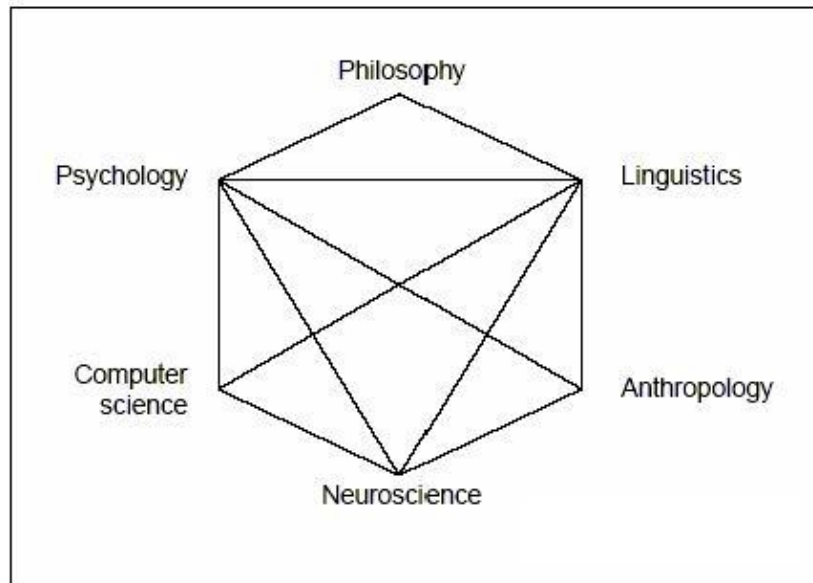 Philosophy
Psychology
Linguistics
Computer
science
Anthropology
Neuroscience